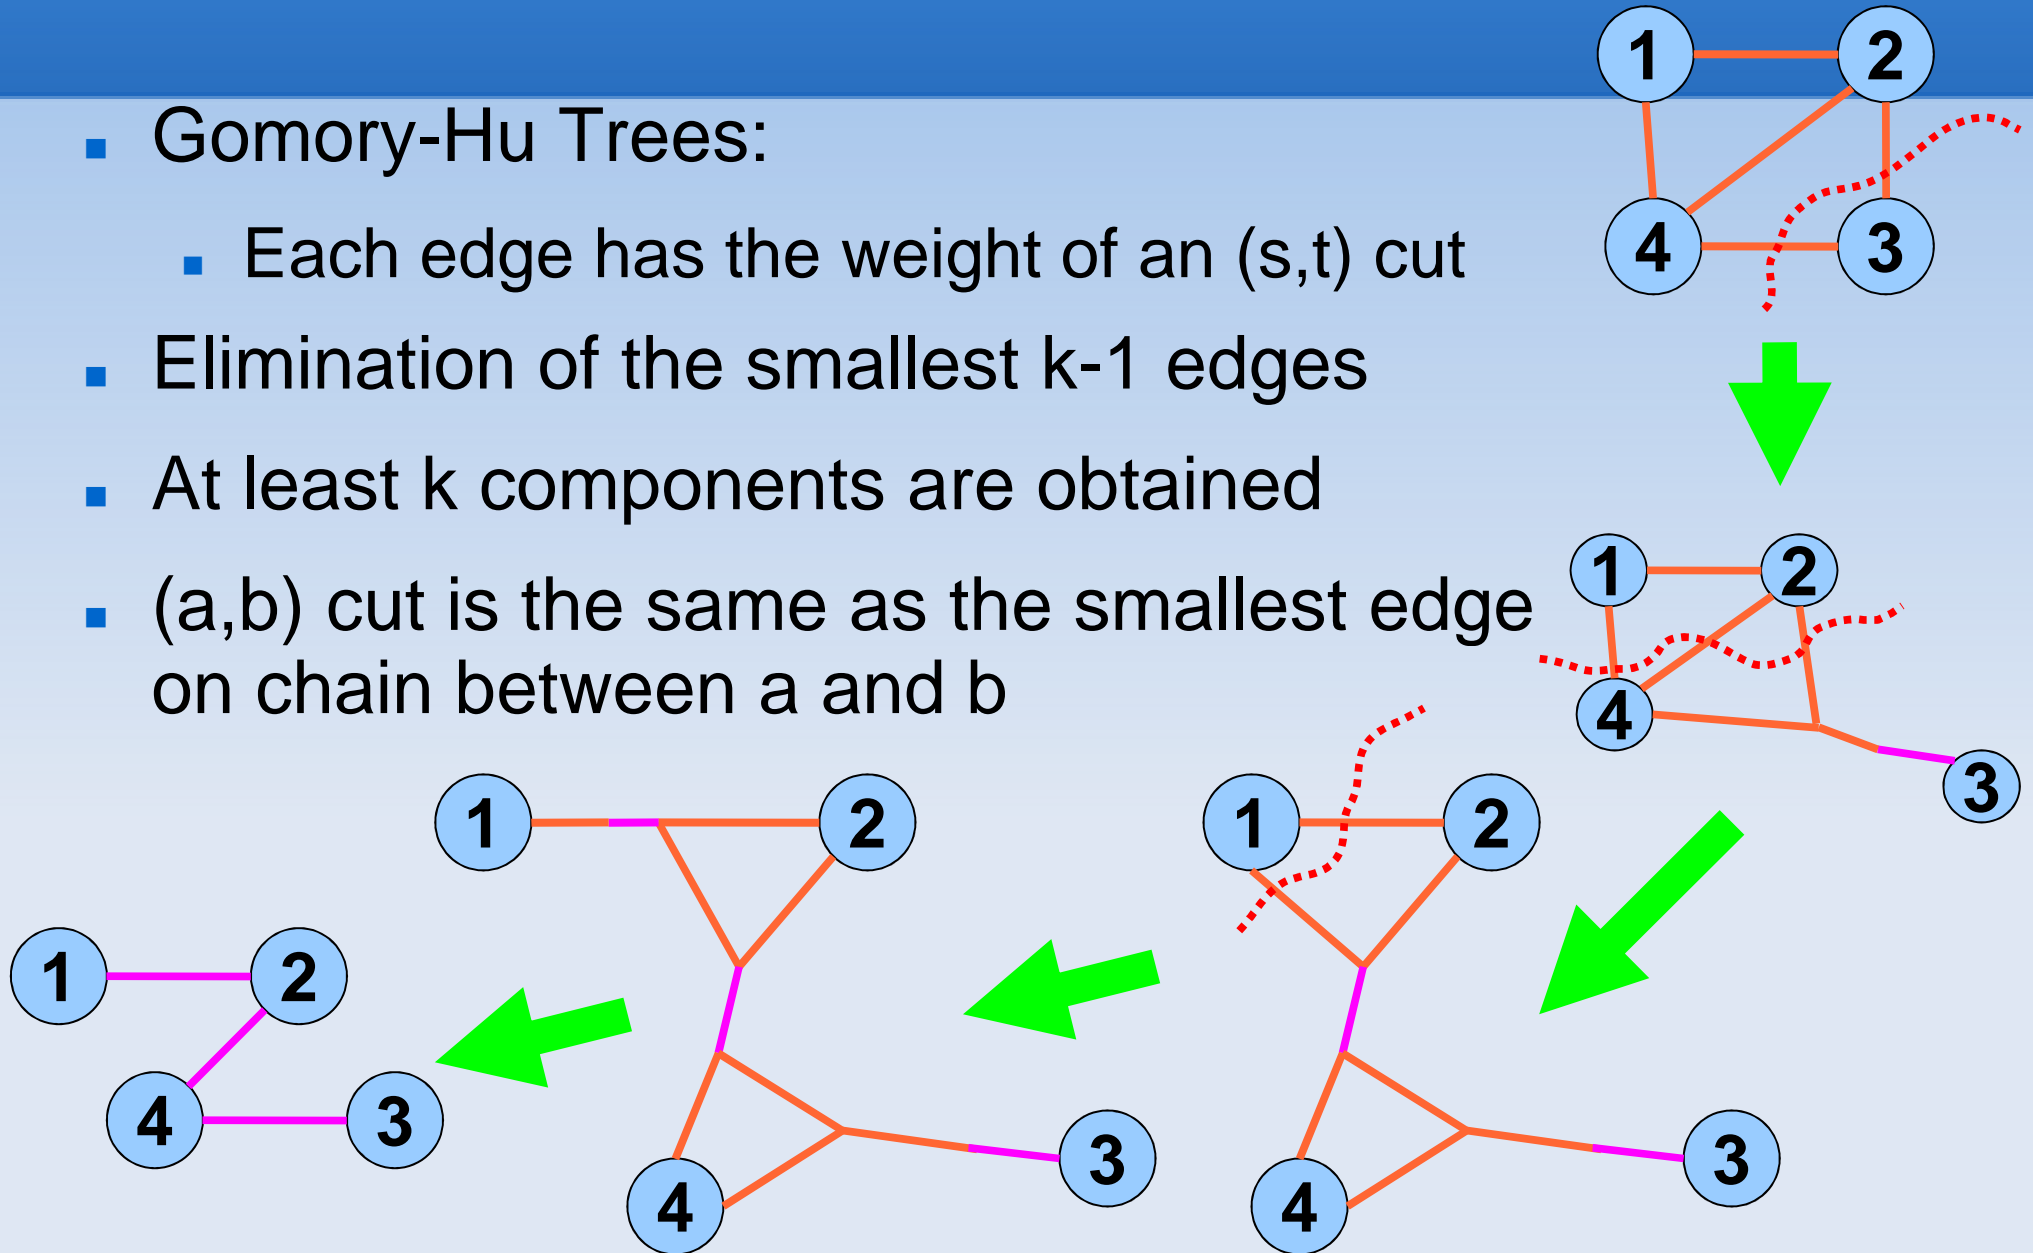 Gomory-Hu Trees:
Each edge has the weight of an (s,t) cut
Elimination of the smallest k-1 edges
At least k components are obtained
(a,b) cut is the same as the smallest edge
on chain between a and b
1 2
4 3
1 2
4
3
1 2
4 3
1 2
4 3
1 2
4 3